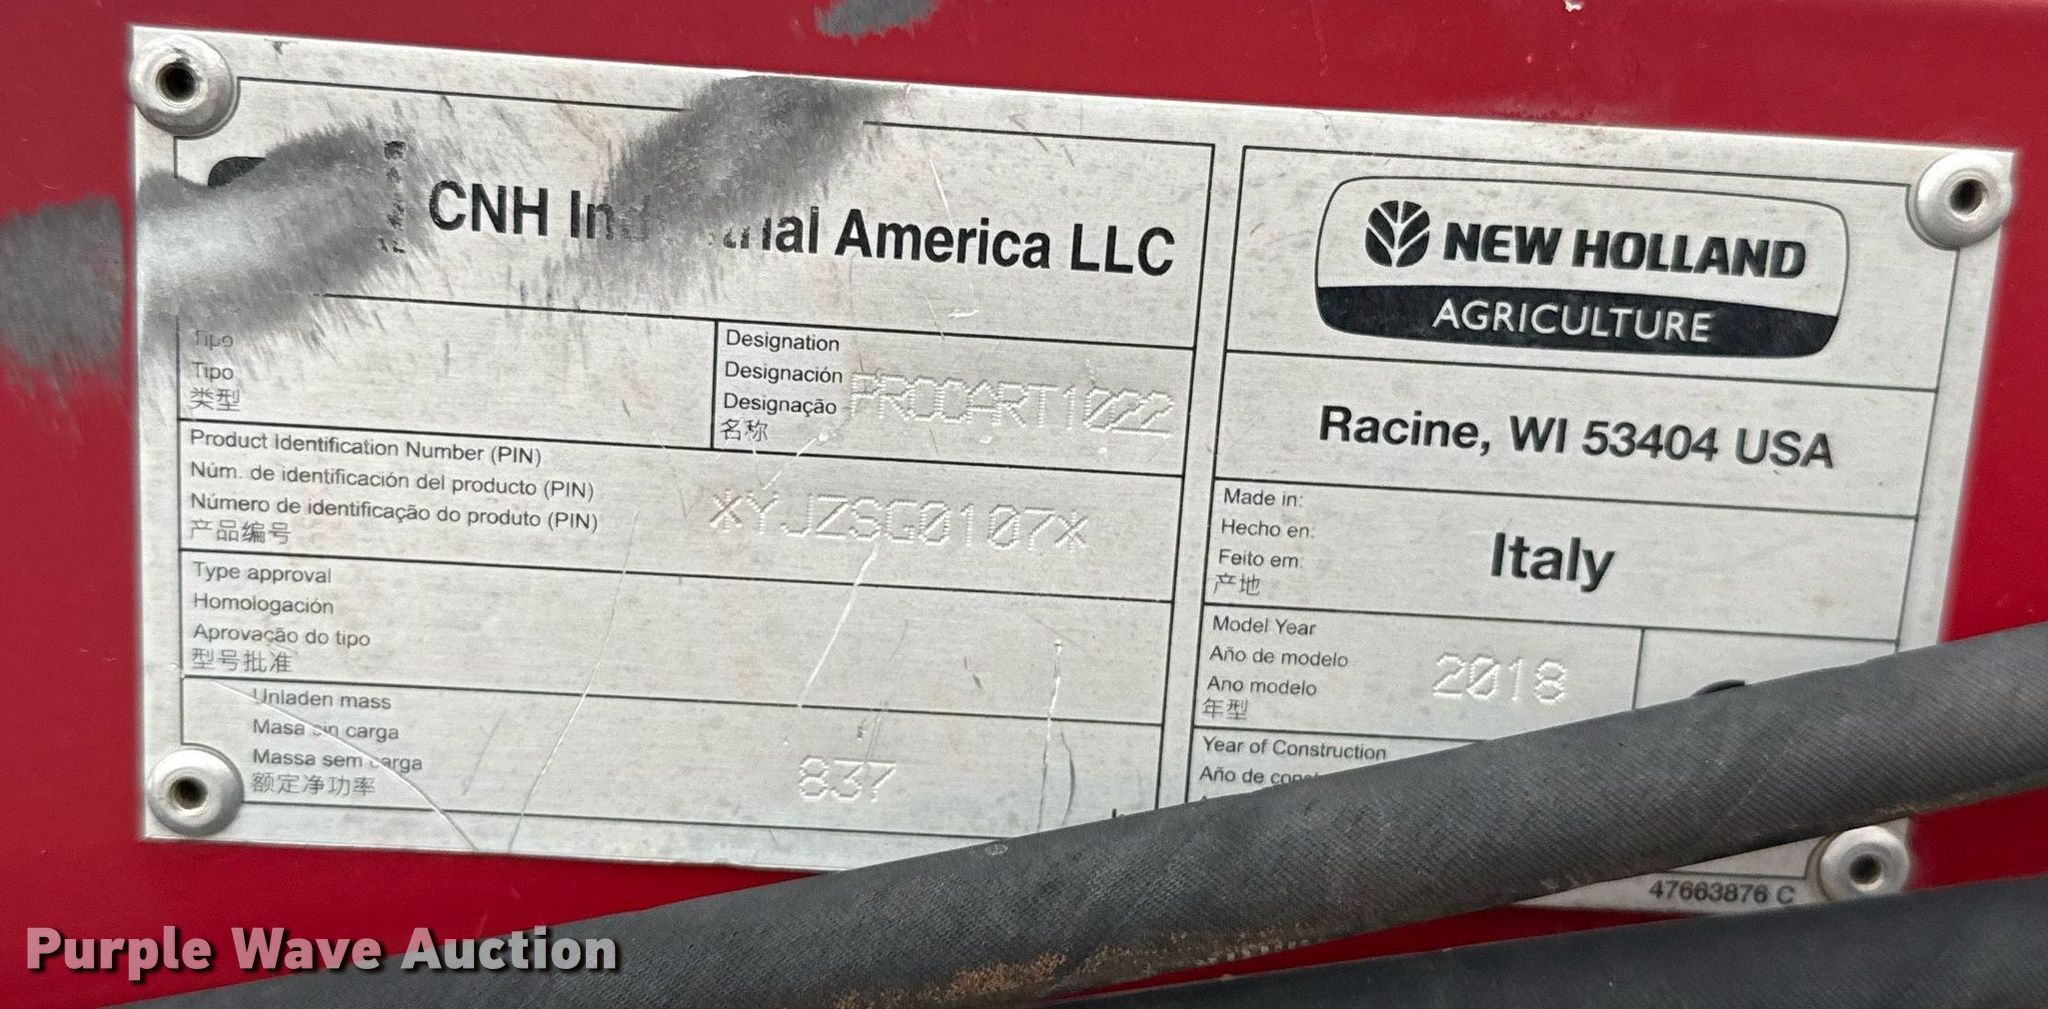 CNH Industrial America LLC
NEW HOLLAND
AGRICULTURE
Tipo
Tipo
类型
Designation
Designación
Designação
名称
PROCART1022
Racine, WI 53404 USA
Product Identification Number (PIN)
Núm. de identificación del producto (PIN)
Número de identificação do produto (PIN)
产品编号
*YJZSG0107*
Made in:
Hecho en:
Feito em:
产地
Italy
Type approval
Homologación
Aprovação do tipo
型号批准
Model Year
Año de modelo
Ano modelo
年型
2018
Unladen mass
Masa sin carga
Massa sem carga
额定净功率
837
Year of Construction
Año de
47663876 C
Purple Wave Auction